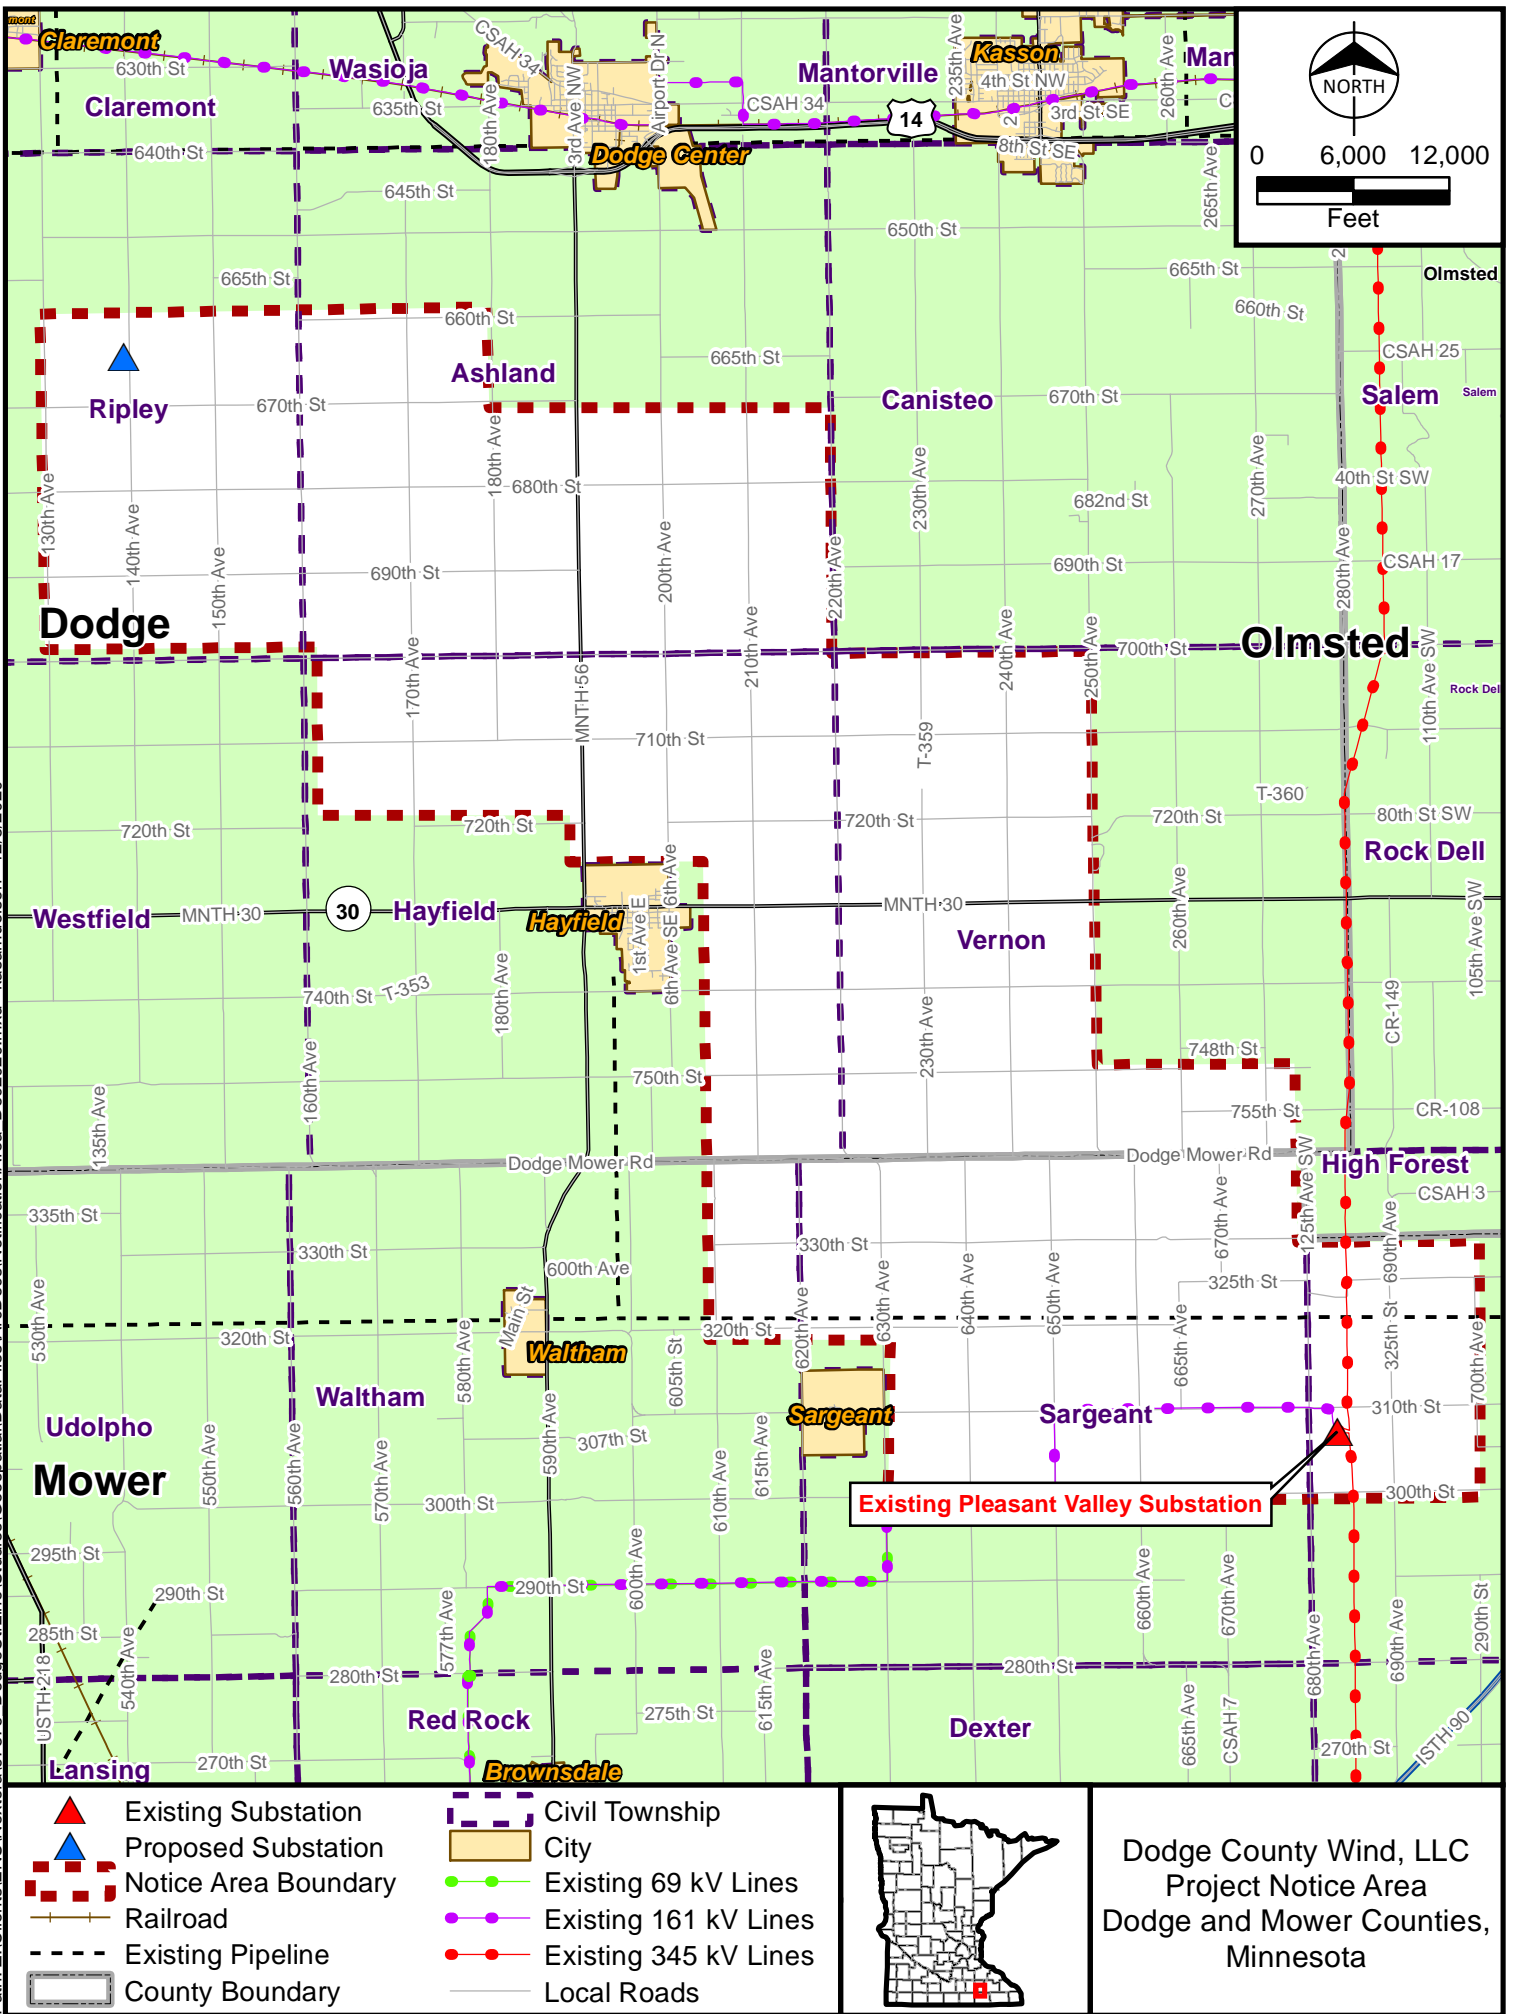 mont
Claremont
630th St
Claremont
Wasioja
635th St
CSAH 34
180th Ave
3rd Ave NW
Airport Dr N
Dodge Center
Mantorville
CSAH 34
14
235th Ave
Kasson
4th St NW
2
3rd St SE
8th St SE
260th Ave
Man
C
265th Ave
NORTH
0 6,000 12,000
Feet
640th St
645th St
650th St
665th St
665th St
2
Olmsted
660th St
660th St
Ashland
665th St
CSAH 25
Ripley
670th St
Canisteo
670th St
Salem
Salem
180th Ave
680th St
230th Ave
682nd St
270th Ave
40th St SW
130th Ave
140th Ave
150th Ave
690th St
200th Ave
220th Ave
690th St
280th Ave
CSAH 17
Dodge
170th Ave
MNTH 56
210th Ave
240th Ave
250th Ave
700th St
Olmsted
110th Ave SW
Rock Del
710th St
T-359
T-360
720th St
720th St
720th St
720th St
80th St SW
Rock Dell
Westfield
MNTH 30
30
Hayfield
Hayfield
1st Ave E
6th Ave SE
6th Ave
MNTH 30
Vernon
260th Ave
105th Ave SW
740th St
T-353
180th Ave
CR-149
160th Ave
750th St
230th Ave
748th St
135th Ave
755th St
CR-108
Dodge Mower Rd
Dodge Mower Rd
125th Ave SW
High Forest
CSAH 3
335th St
330th St
600th Ave
330th St
670th Ave
690th Ave
530th Ave
325th St
320th St
Main St
Waltham
580th Ave
605th St
320th St
620th Ave
630th Ave
640th Ave
650th Ave
665th Ave
325th St
700th Ave
Waltham
Sargeant
Sargeant
310th St
Udolpho
Mower
550th Ave
560th Ave
570th Ave
590th Ave
307th St
300th St
610th Ave
615th Ave
Existing Pleasant Valley Substation
300th St
295th St
290th St
290th St
600th Ave
660th Ave
670th Ave
290th St
285th St
USTH 218
540th Ave
577th Ave
280th St
615th Ave
280th St
680th Ave
690th Ave
Red Rock
275th St
Dexter
665th Ave
CSAH 7
270th St
ISTH 90
Lansing
270th St
Brownsdale
Existing Substation
Proposed Substation
Notice Area Boundary
Railroad
Existing Pipeline
County Boundary
Civil Township
City
Existing 69 kV Lines
Existing 161 kV Lines
Existing 345 kV Lines
Local Roads
Dodge County Wind, LLC
Project Notice Area
Dodge and Mower Counties,
Minnesota